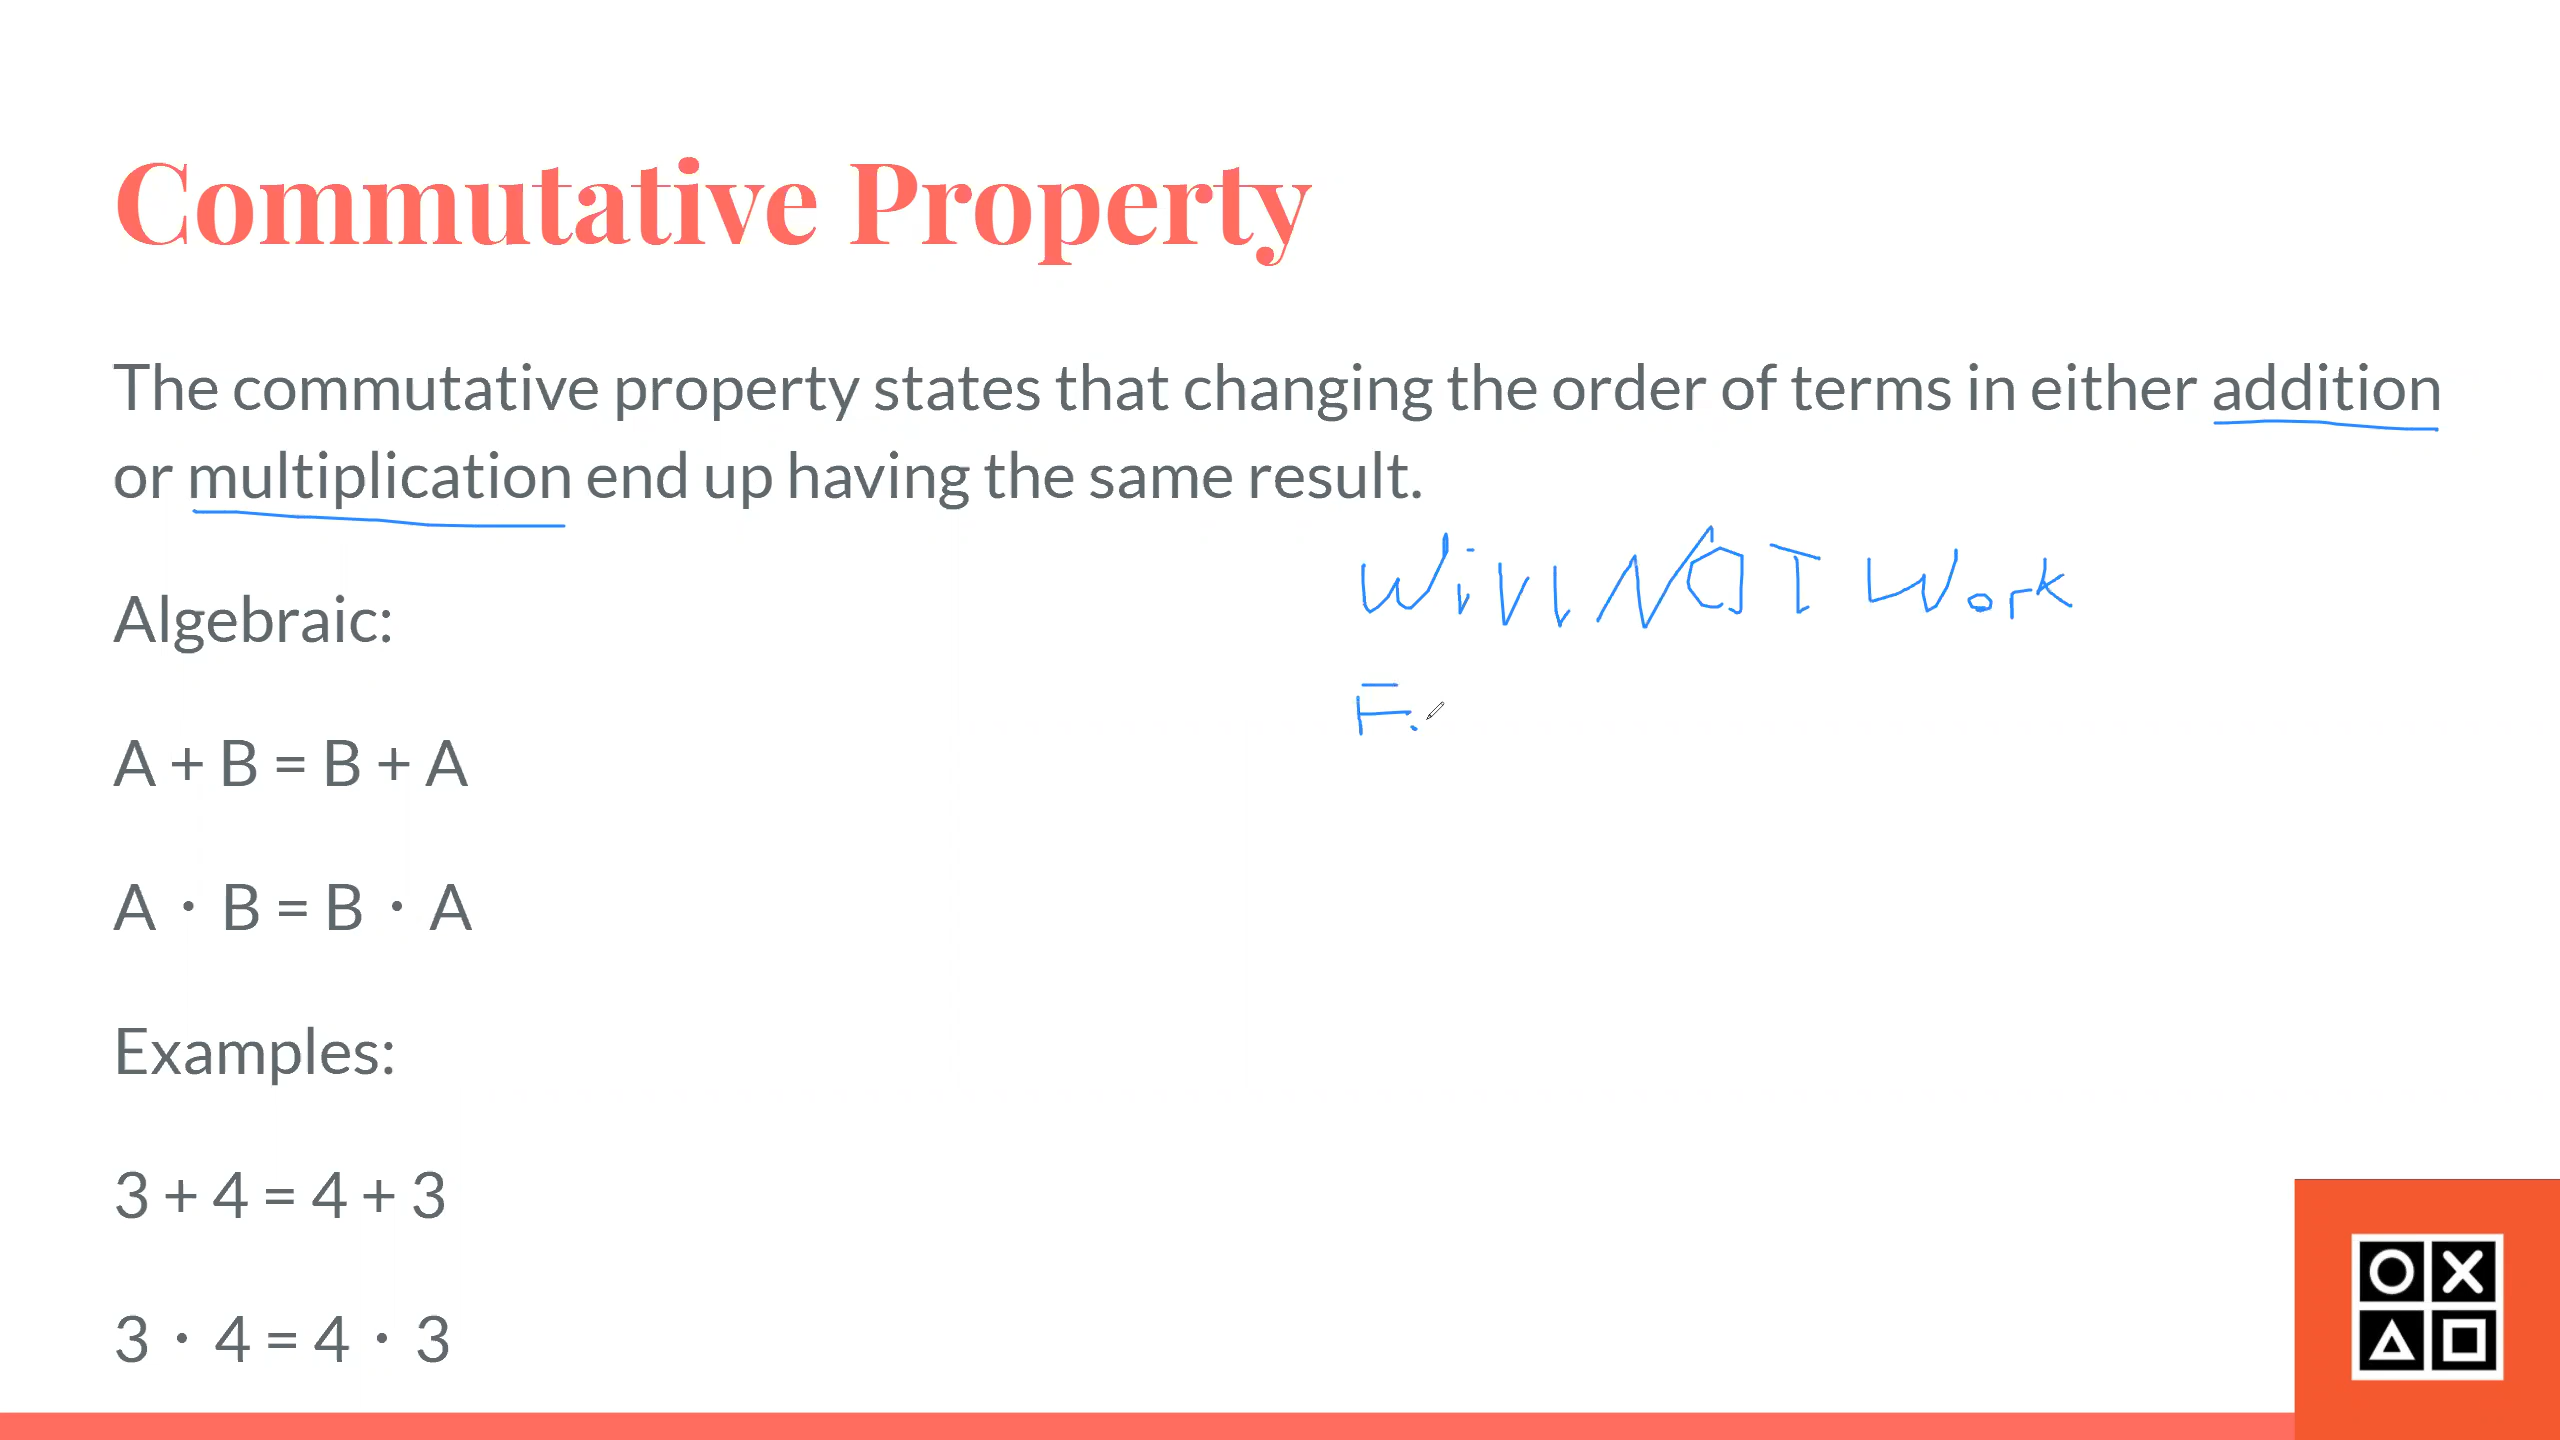 Commutative Property
The commutative property states that changing the order of terms in either addition
or multiplication end up having the same result.
Will NOT Work
F.
Algebraic:
A + B = B + A
A · B = B · A
Examples:
3 + 4 = 4 + 3
3 · 4 = 4 · 3